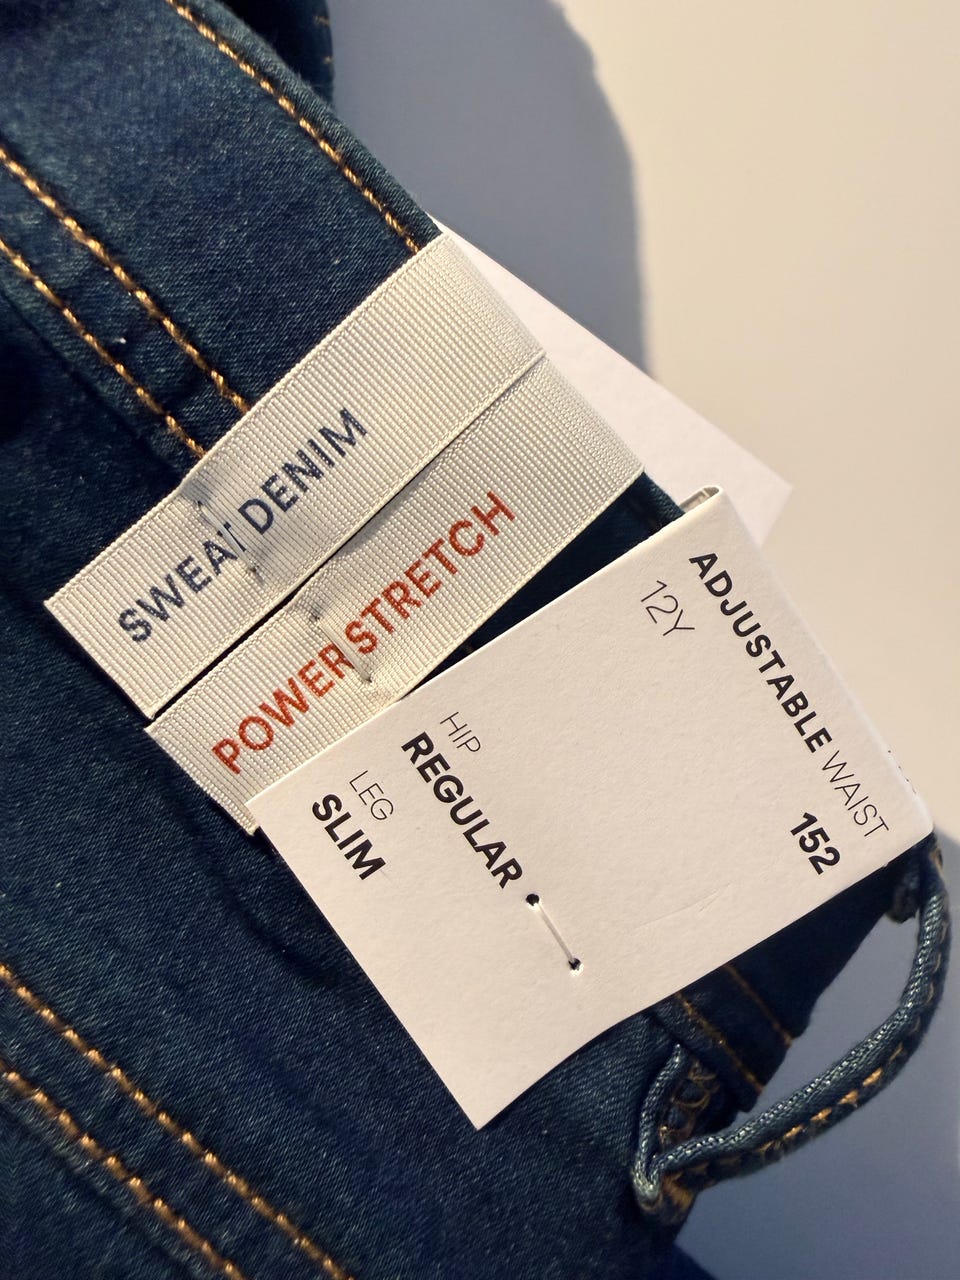 SWEAT DENIM
POWER STRETCH
ADJUSTABLE WAIST
12Y
152
HIP
REGULAR
LEG
SLIM